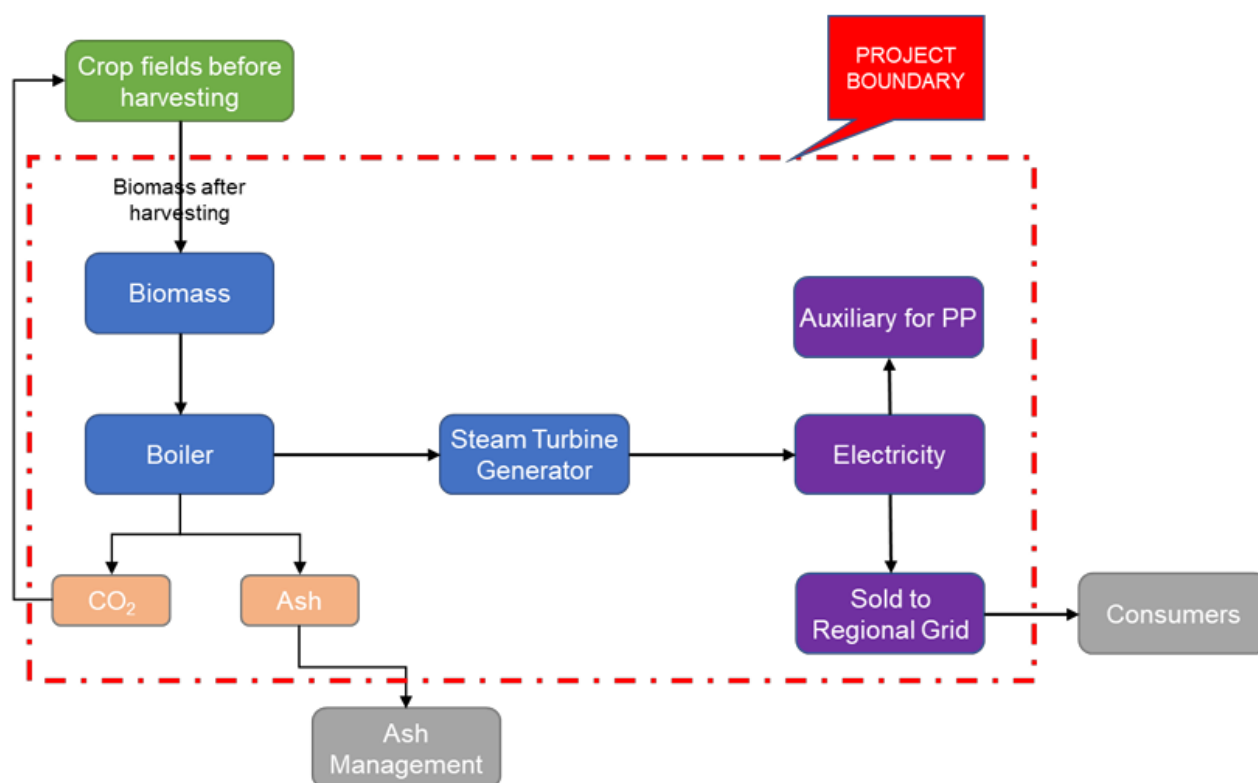 Crop fields before
harvesting
PROJECT
BOUNDARY
Biomass after
harvesting
Biomass
Auxiliary for PP
Boiler
Steam Turbine
Generator
Electricity
CO₂
Ash
Sold to
Regional Grid
Consumers
Ash
Management